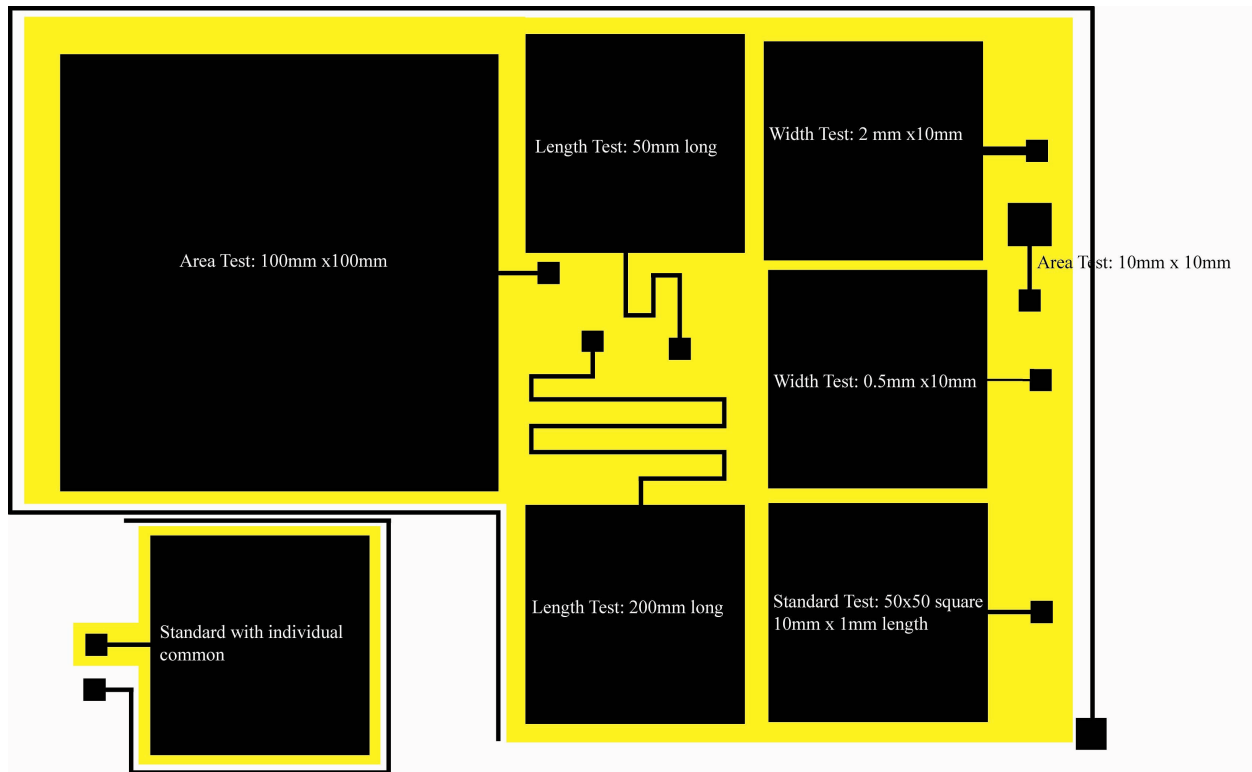 Length Test: 50mm long
Width Test: 2 mm x10mm
Area Test: 100mm x100mm
Area Test: 10mm x 10mm
Width Test: 0.5mm x10mm
Length Test: 200mm long
Standard Test: 50x50 square
10mm x 1mm length
Standard with individual
common